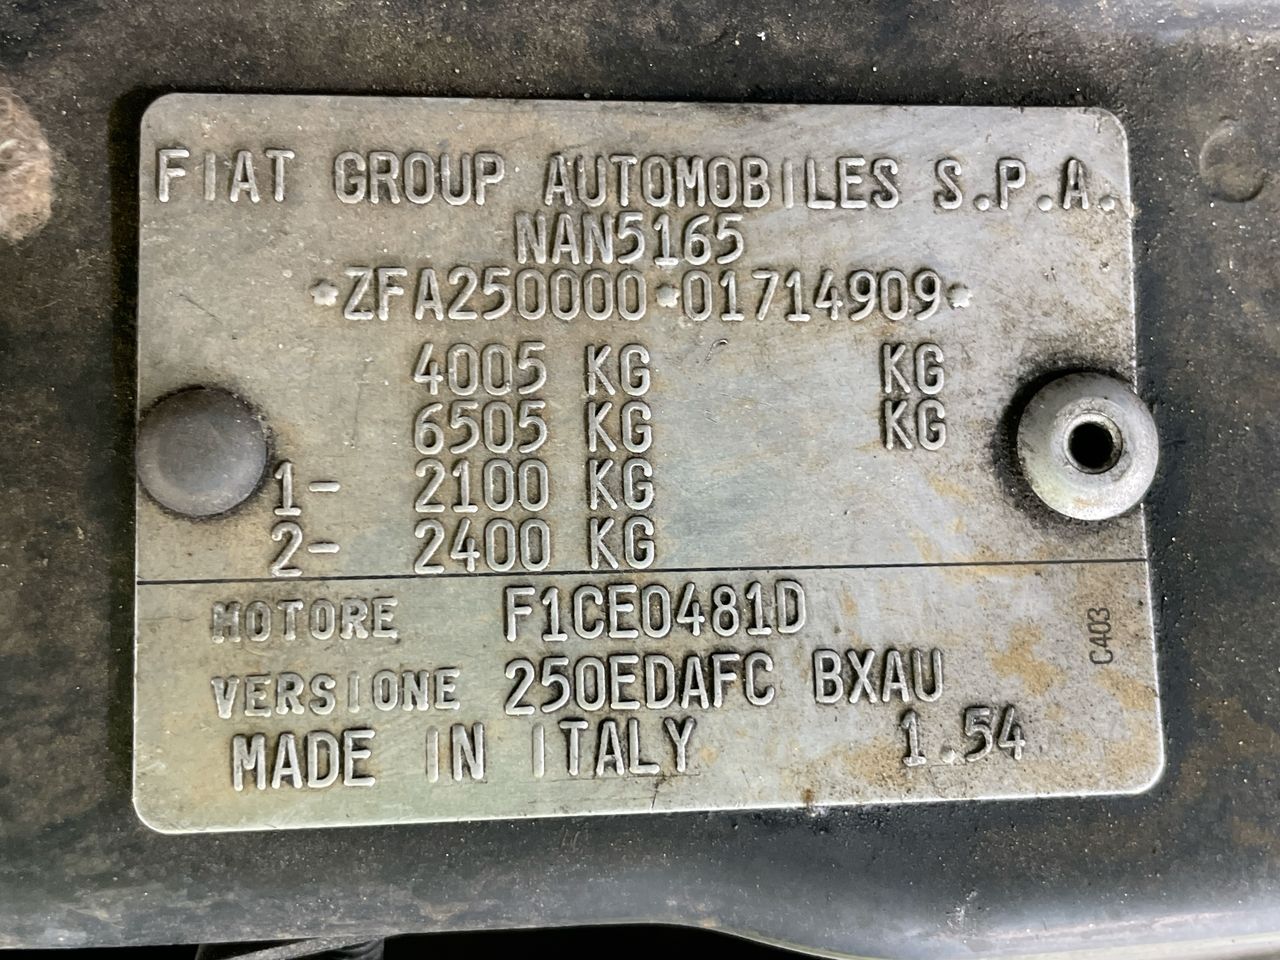 FIAT GROUP AUTOMOBILES S.P.A.
NAN5165
*ZFA250000*01714909*
4005 KG KG
6505 KG KG
1- 2100 KG
2- 2400 KG
MOTORE F1CE0481D
VERSIONE 250EDAFC BXAU
MADE IN ITALY 1.54
C403